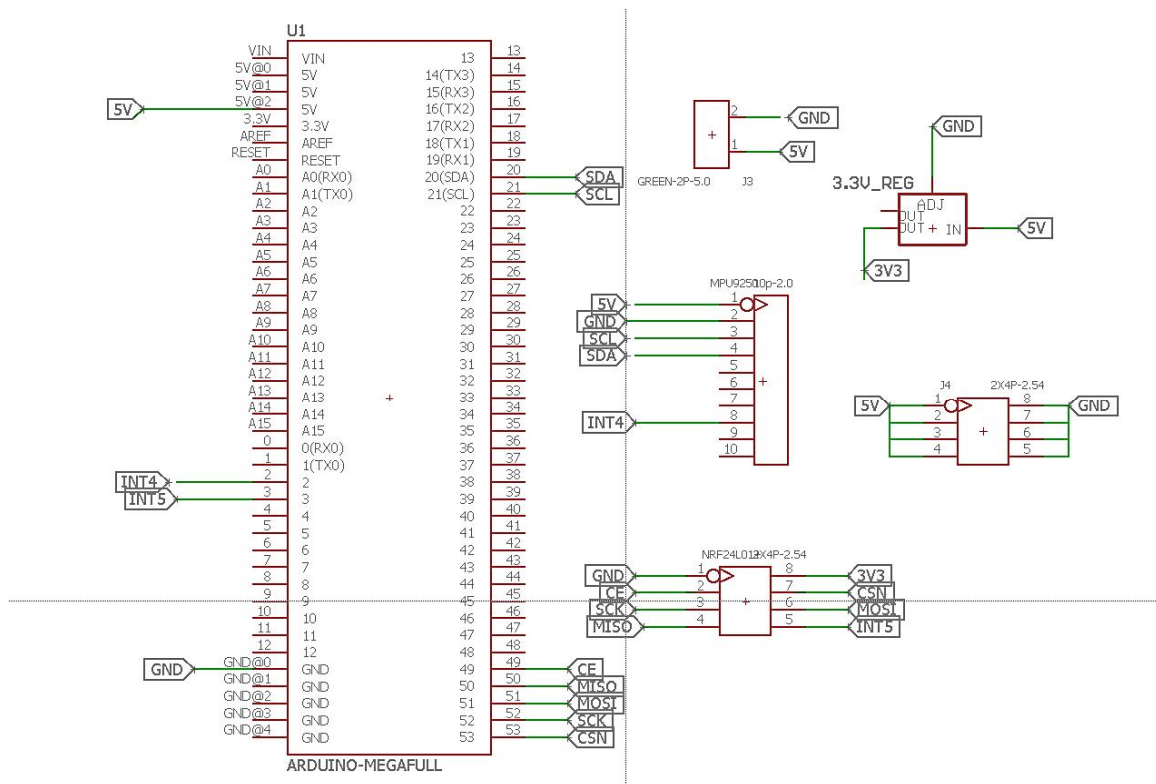 U1
VIN VIN 13 13
5V@0 5V 14(TX3) 14
5V@1 5V 15(RX3) 15
5V 5V@2 5V 16(TX2) 16
3.3V 3.3V 17(RX2) 17
AREF AREF 18(TX1) 18
RESET RESET 19(RX1) 19
A0 A0(RX0) 20(SDA) 20 SDA
A1 A1(TX0) 21(SCL) 21 SCL
A2 A2 22 22
A3 A3 23 23
A4 A4 24 24
A5 A5 25 25
A6 A6 26 26
A7 A7 27 27
A8 A8 28 28
A9 A9 29 29
A10 A10 30 30
A11 A11 31 31
A12 A12 32 32
A13 A13 33 33
A14 A14 34 34
A15 A15 35 35
0 0(RX0) 36 36
1 1(TX0) 37 37
INT4 2 2 38 38
INT5 3 3 39 39
4 4 40 40
5 5 41 41
6 6 42 42
7 7 43 43
8 8 44 44
9 9 45 45
10 10 46 46
11 11 47 47
12 12 48 48
GND GND@0 GND 49 49 CE
GND@1 GND 50 50 MISO
GND@2 GND 51 51 MOSI
GND@3 GND 52 52 SCK
GND@4 GND 53 53 CSN
ARDUINO-MEGAFULL
2 GND
1 5V
GREEN-2P-5.0 J3
GND
3.3V_REG
ADJ
OUT
OUT IN 5V
3V3
10p-2.0
5V 1
GND 2
SCL 3
SDA 4
5
6
7
INT4 8
9
10
J4 2X4P-2.54
5V 1 8 GND
2 7
3 6
4 5
2X4P-2.54
GND 1 8 3V3
CE 2 7 CSN
SCK 3 6 MOSI
MISO 4 5 INT5